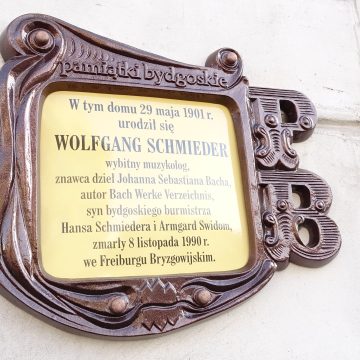 pamiątki bydgoskie
W tym domu 29 maja 1901 r.
urodził się
WOLFGANG SCHMIEDER
wybitny muzykolog,
znawca dzieł Johanna Sebastiana Bacha,
autor Bach Werke Verzeichnis,
syn bydgoskiego burmistrza
Hansa Schmiedera i Armgard Swidom,
zmarły 8 listopada 1990 r.
we Freiburgu Bryzgowijskim.
PB